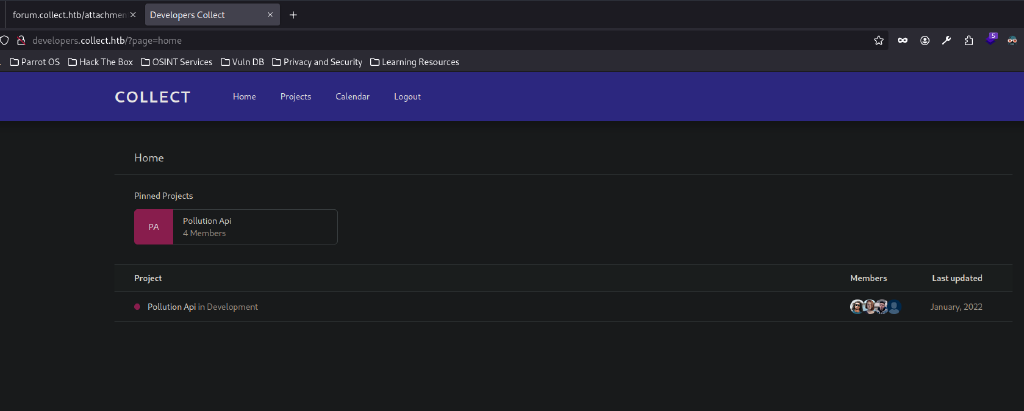 forum.collect.htb/attachmen
Developers Collect
developers.collect.htb/?page=home
5
Parrot OS Hack The Box OSINT Services Vuln DB Privacy and Security Learning Resources
COLLECT Home Projects Calendar Logout
Home
Pinned Projects
PA Pollution Api
4 Members
Project Members Last updated
Pollution Api in Development January, 2022